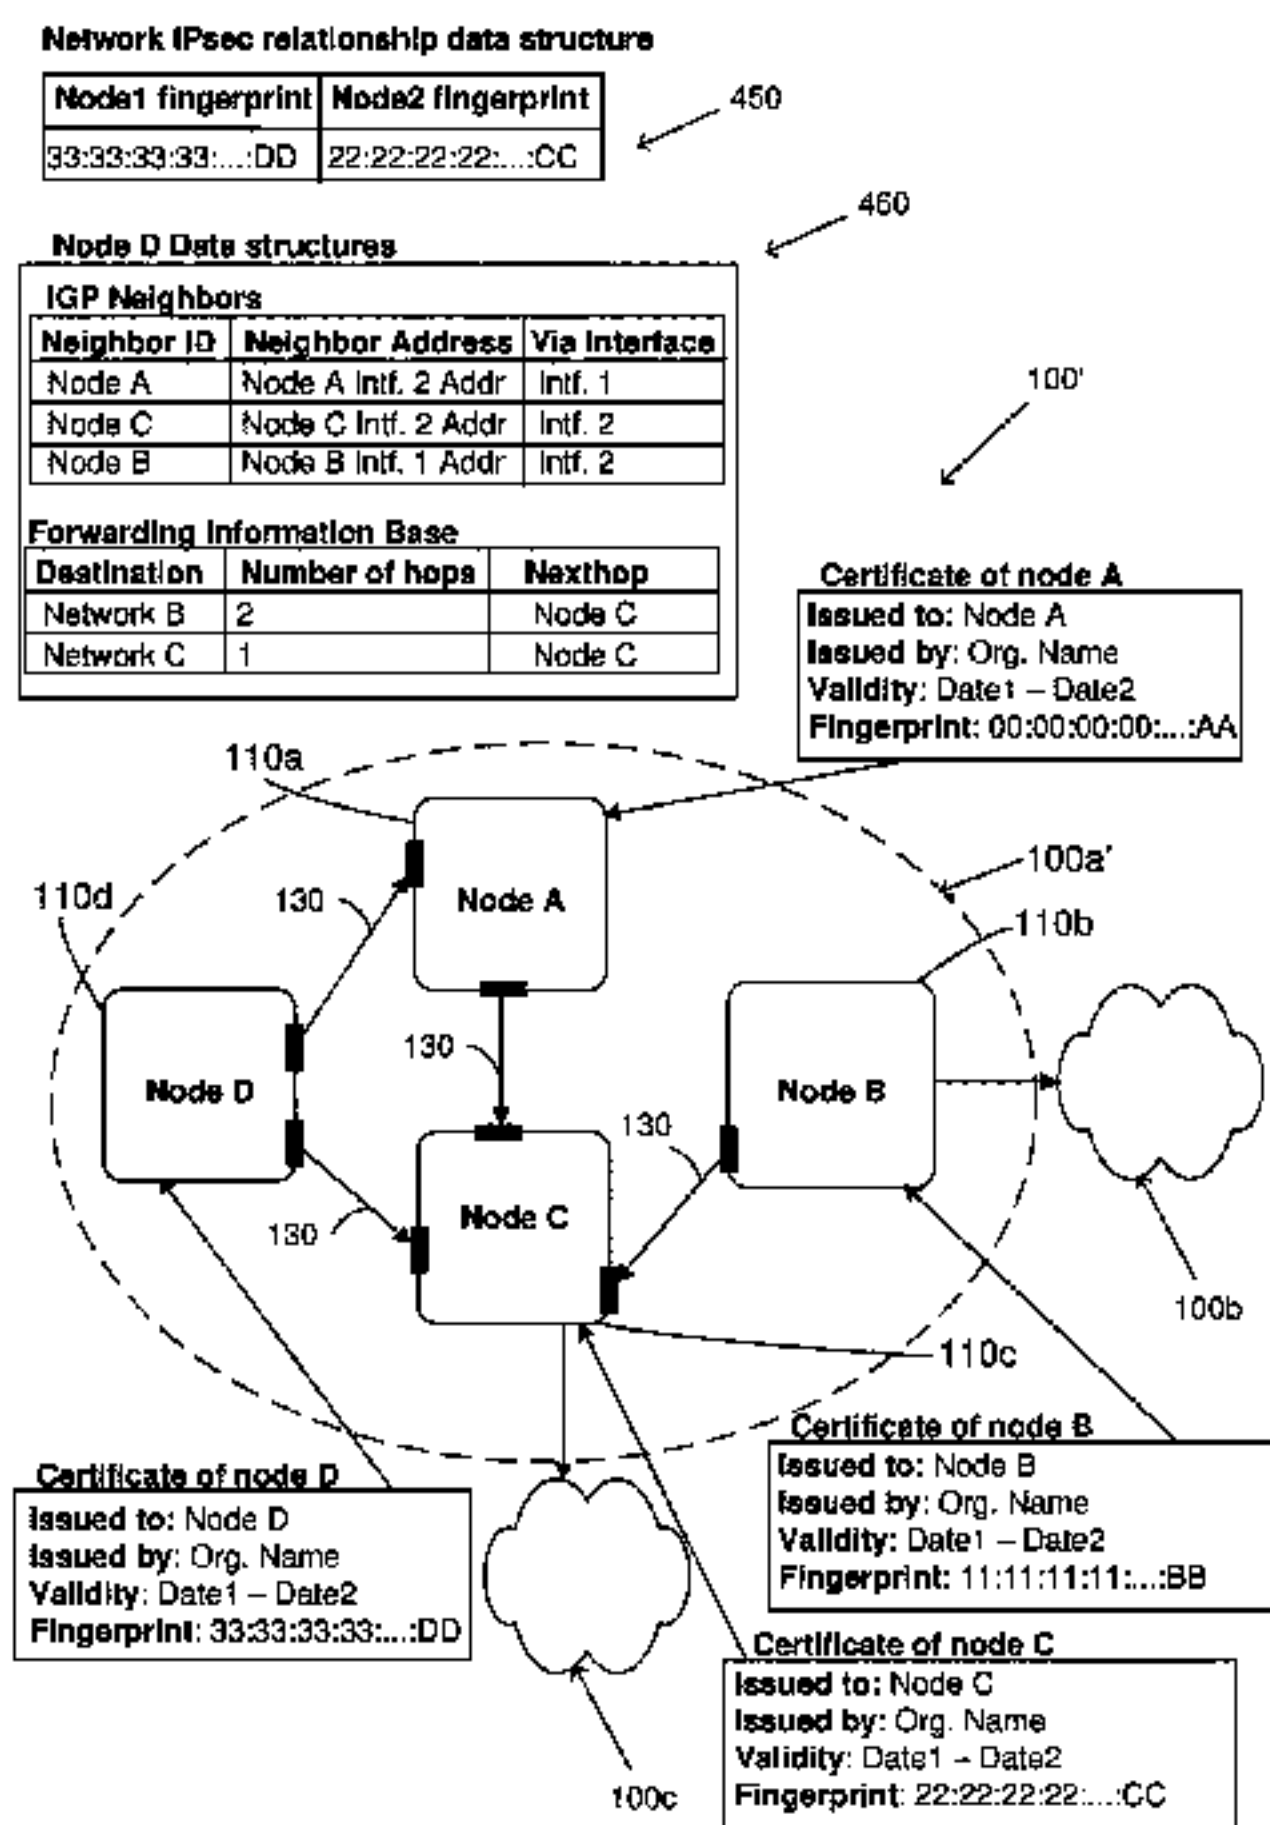 Network IPsec relationship data structure
Node1 fingerprint Node2 fingerprint
33:33:33:33:...:DD 22:22:22:22:...:CC
450
460
Node D Data structures
IGP Neighbors
Neighbor ID Neighbor Address Via Interface
Node A Node A Intf. 2 Addr Intf. 1
Node C Node C Intf. 2 Addr Intf. 2
Node B Node B Intf. 1 Addr Intf. 2
100'
Forwarding Information Base
Destination Number of hops Nexthop
Network B 2 Node C
Network C 1 Node C
Certificate of node A
Issued to: Node A
Issued by: Org. Name
Validity: Date1 – Date2
Fingerprint: 00:00:00:00:...:AA
110a
100a'
110d
130
Node A
110b
130
Node D
Node B
130
Node C
130
100b
110c
Certificate of node B
Issued to: Node B
Issued by: Org. Name
Validity: Date1 – Date2
Fingerprint: 11:11:11:11:...:BB
Certificate of node D
Issued to: Node D
Issued by: Org. Name
Validity: Date1 – Date2
Fingerprint: 33:33:33:33:...:DD
Certificate of node C
Issued to: Node C
Issued by: Org. Name
Validity: Date1 – Date2
Fingerprint: 22:22:22:22:...:CC
100c